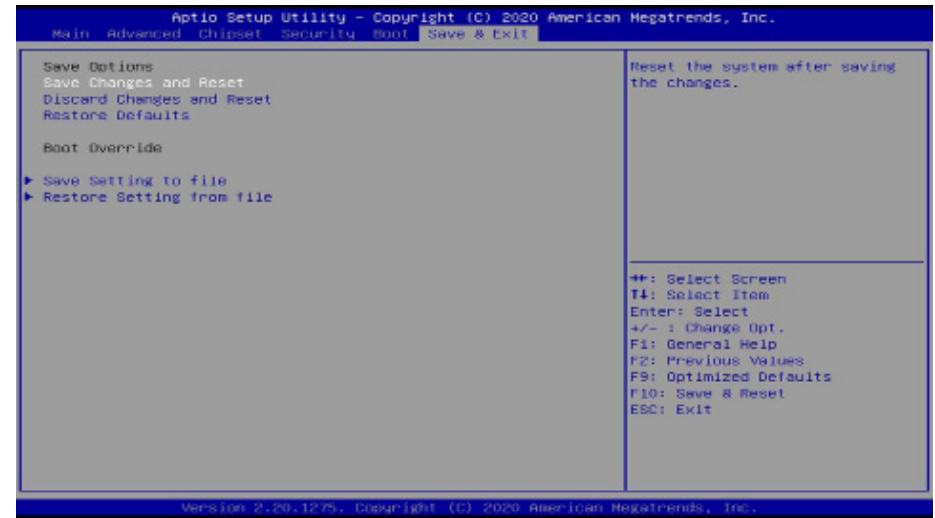 Aptio Setup Utility – Copyright (C) 2020 American Megatrends, Inc.
Main Advanced Chipset Security Boot Save & Exit
Save Options
Save Changes and Reset
Discard Changes and Reset
Restore Defaults
Boot Override
► Save Setting to file
► Restore Setting from file
Reset the system after saving
the changes.
→←: Select Screen
↑↓: Select Item
Enter: Select
+/- : Change Opt.
F1: General Help
F2: Previous Values
F9: Optimized Defaults
F10: Save & Reset
ESC: Exit
Version 2.20.1275. Copyright (C) 2020 American Megatrends, Inc.